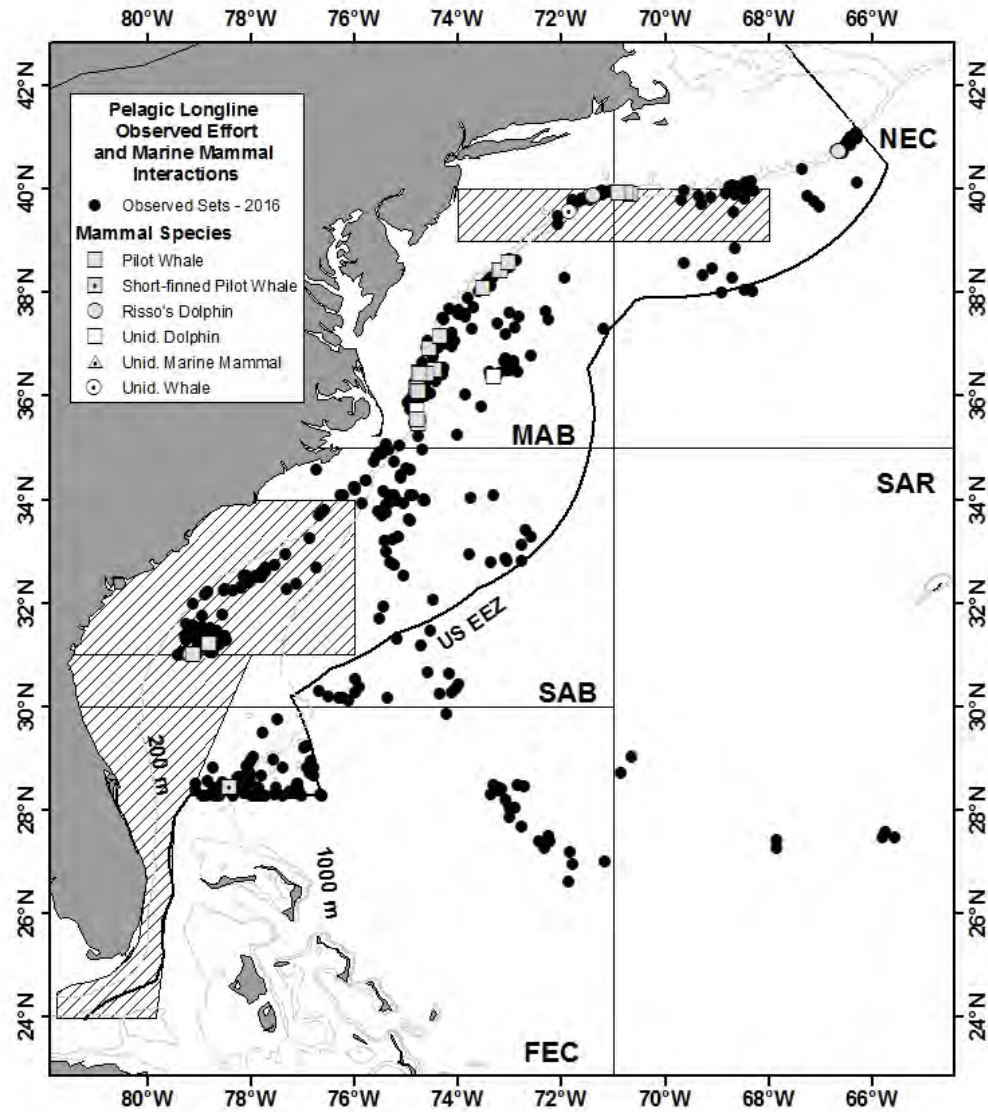 80°W 78°W 76°W 74°W 72°W 70°W 68°W 66°W
42°N 42°N
Pelagic Longline
Observed Effort
and Marine Mammal
Interactions
Observed Sets - 2016
Mammal Species
Pilot Whale
Short-finned Pilot Whale
Risso's Dolphin
Unid. Dolphin
Unid. Marine Mammal
Unid. Whale
NEC
40°N 40°N
38°N 38°N
36°N 36°N
MAB
SAR
34°N 34°N
32°N 32°N
US EEZ
SAB
30°N 30°N
200 m
28°N 28°N
1000 m
26°N 26°N
24°N 24°N
FEC
80°W 78°W 76°W 74°W 72°W 70°W 68°W 66°W